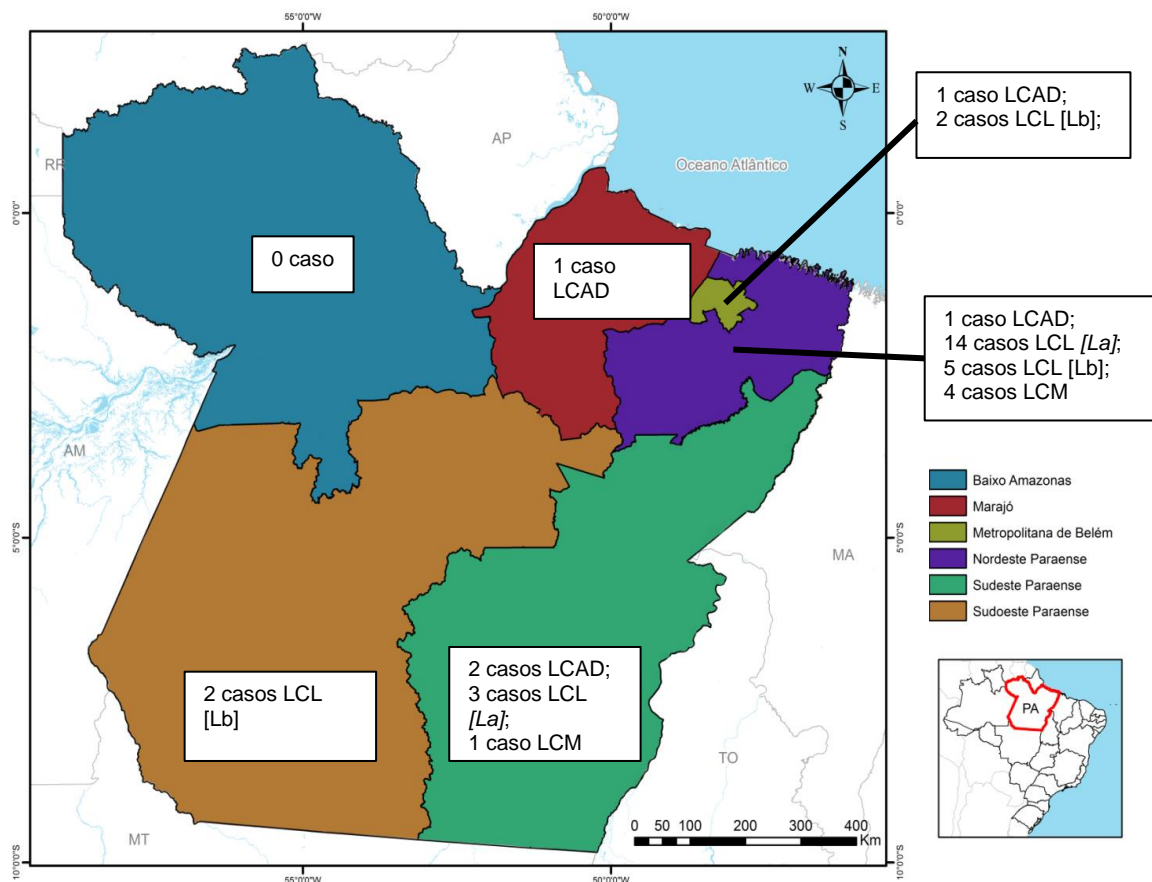 55°0'0"W
50°0'0"W
N
W
E
S
1 caso LCAD;
2 casos LCL [Lb];
RR
AP
Oceano Atlântico
0°0'0"
0°0'0"
0 caso
1 caso
LCAD
1 caso LCAD;
14 casos LCL [La];
5 casos LCL [Lb];
4 casos LCM
AM
Baixo Amazonas
Marajó
Metropolitana de Belém
Nordeste Paraense
Sudeste Paraense
Sudoeste Paraense
5°0'0"S
5°0'0"S
MA
2 casos LCL
[Lb]
2 casos LCAD;
3 casos LCL
[La];
1 caso LCM
PA
TO
MT
0 50 100 200 300 400
Km
10°0'0"S
10°0'0"S
55°0'0"W
50°0'0"W